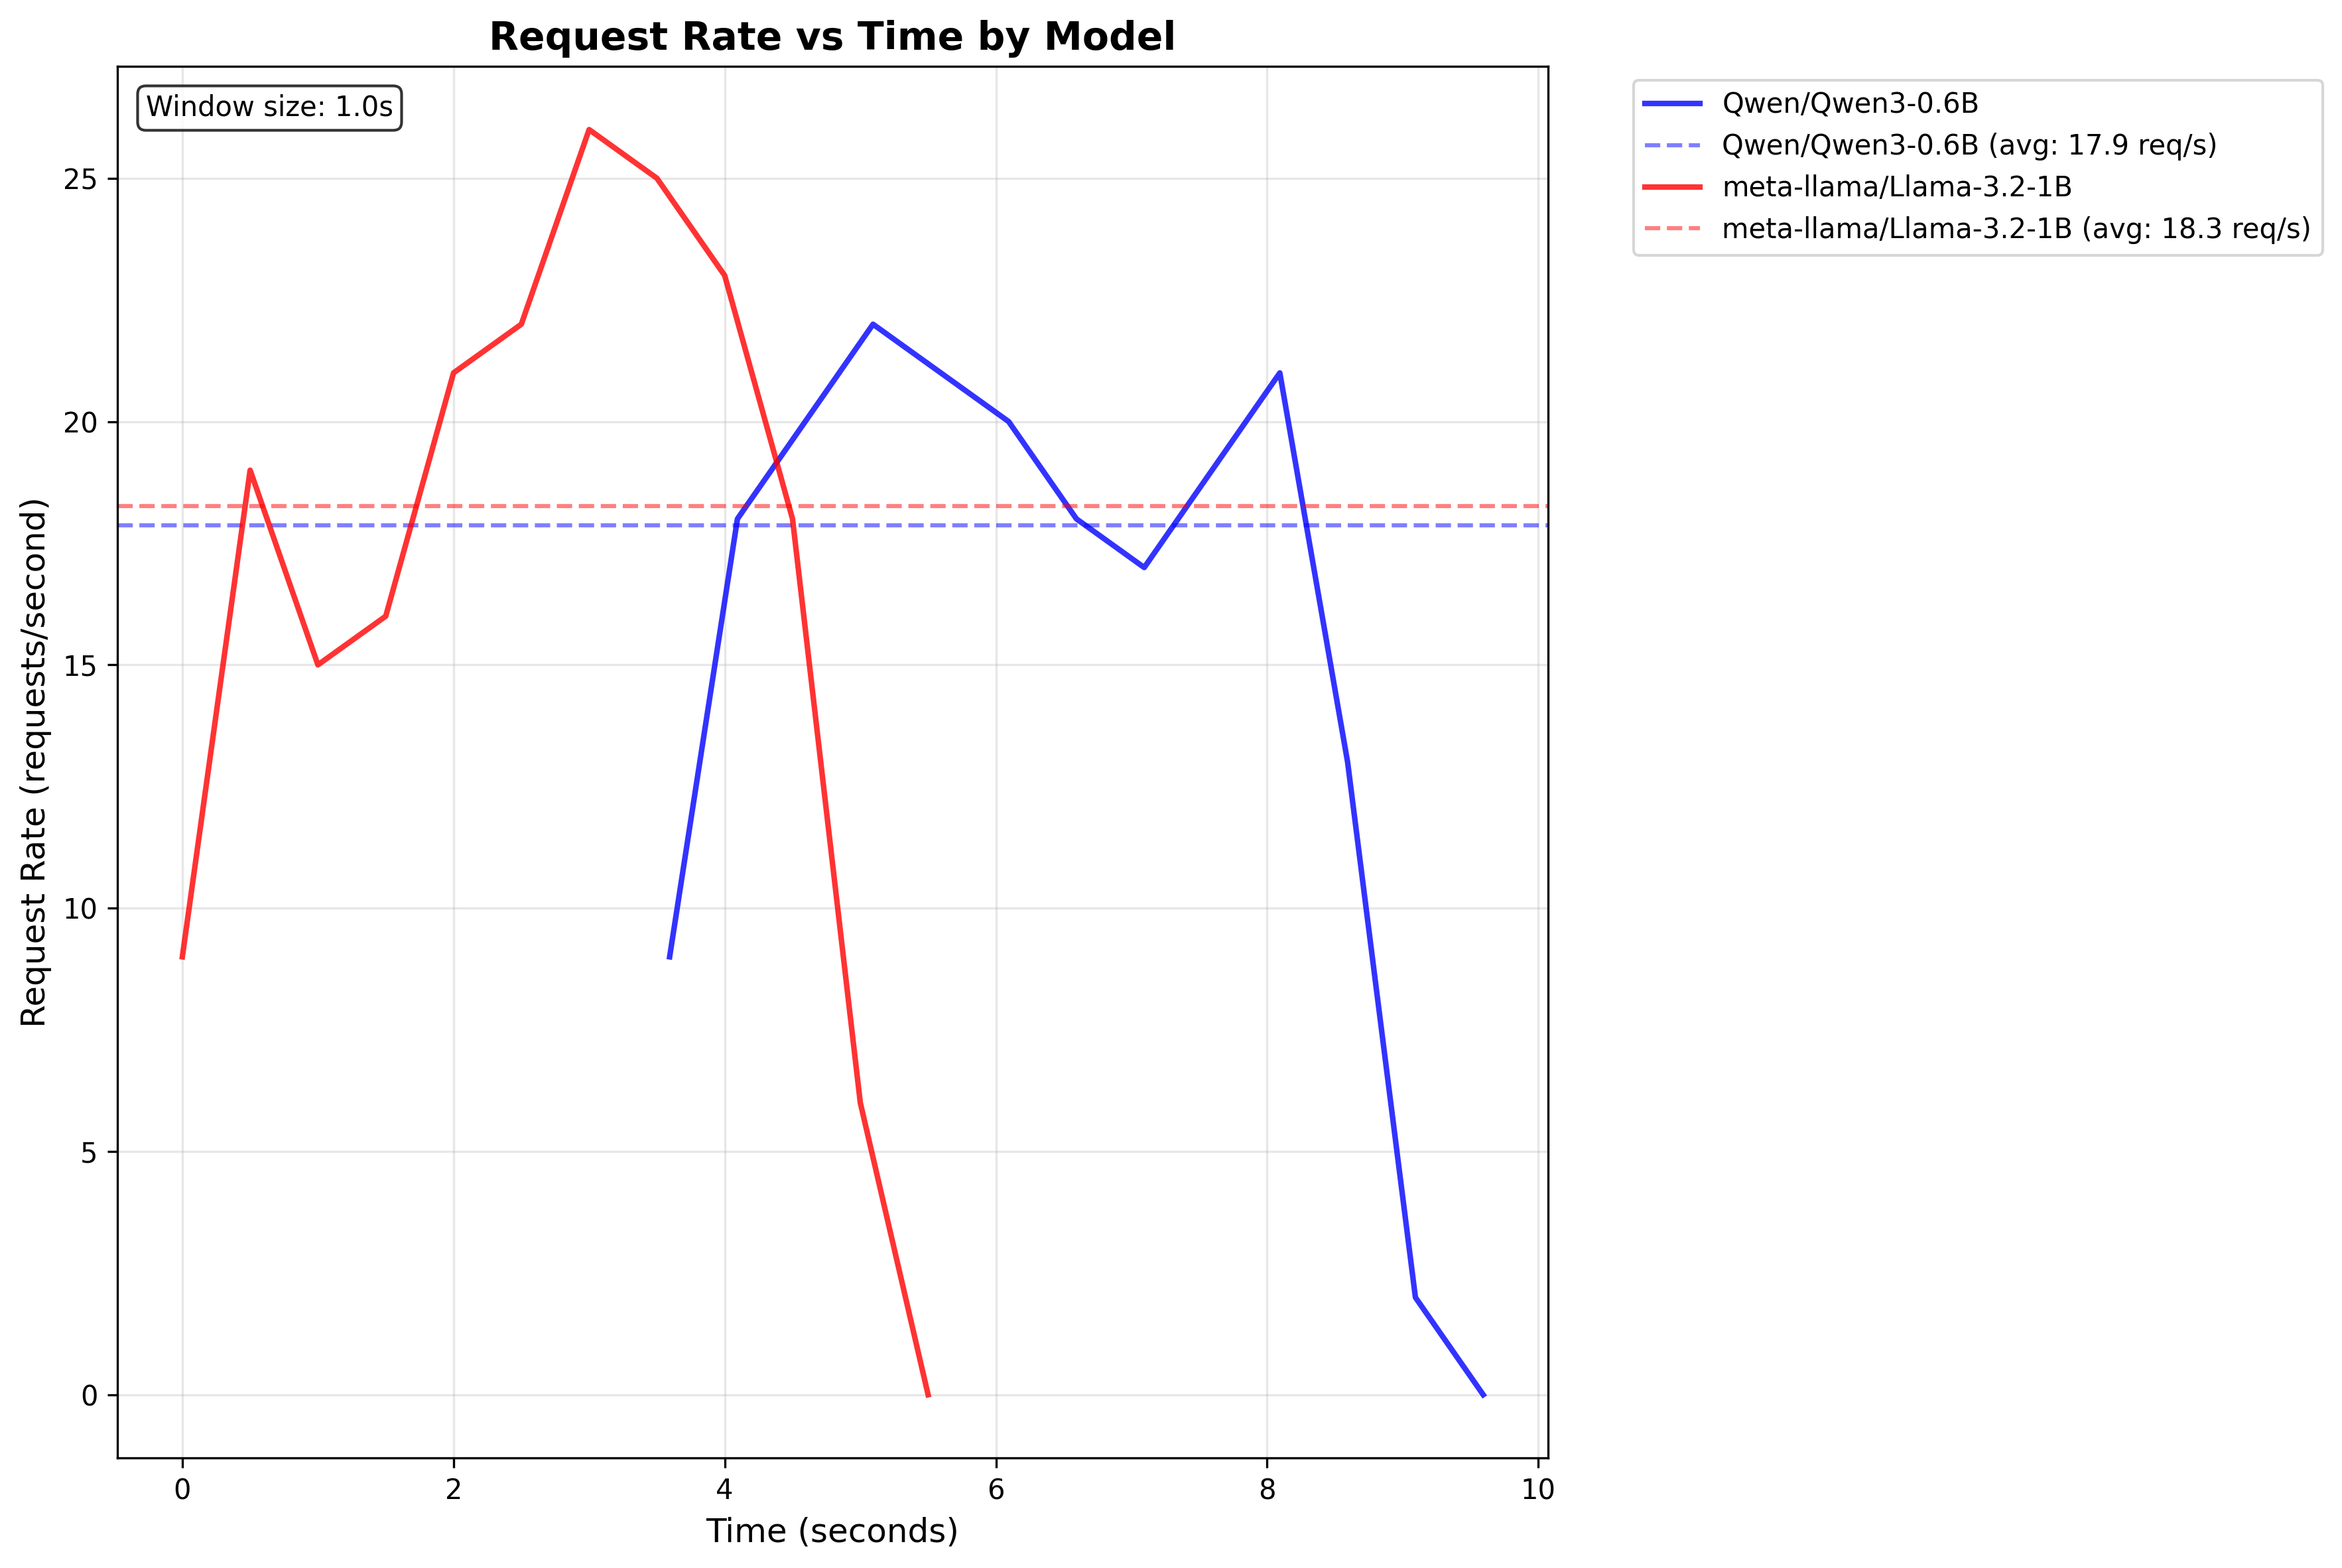 Request Rate vs Time by Model
Window size: 1.0s
Qwen/Qwen3-0.6B
Qwen/Qwen3-0.6B (avg: 17.9 req/s)
meta-llama/Llama-3.2-1B
meta-llama/Llama-3.2-1B (avg: 18.3 req/s)
Request Rate (requests/second)
25
20
15
10
5
0
0 2 4 6 8 10
Time (seconds)